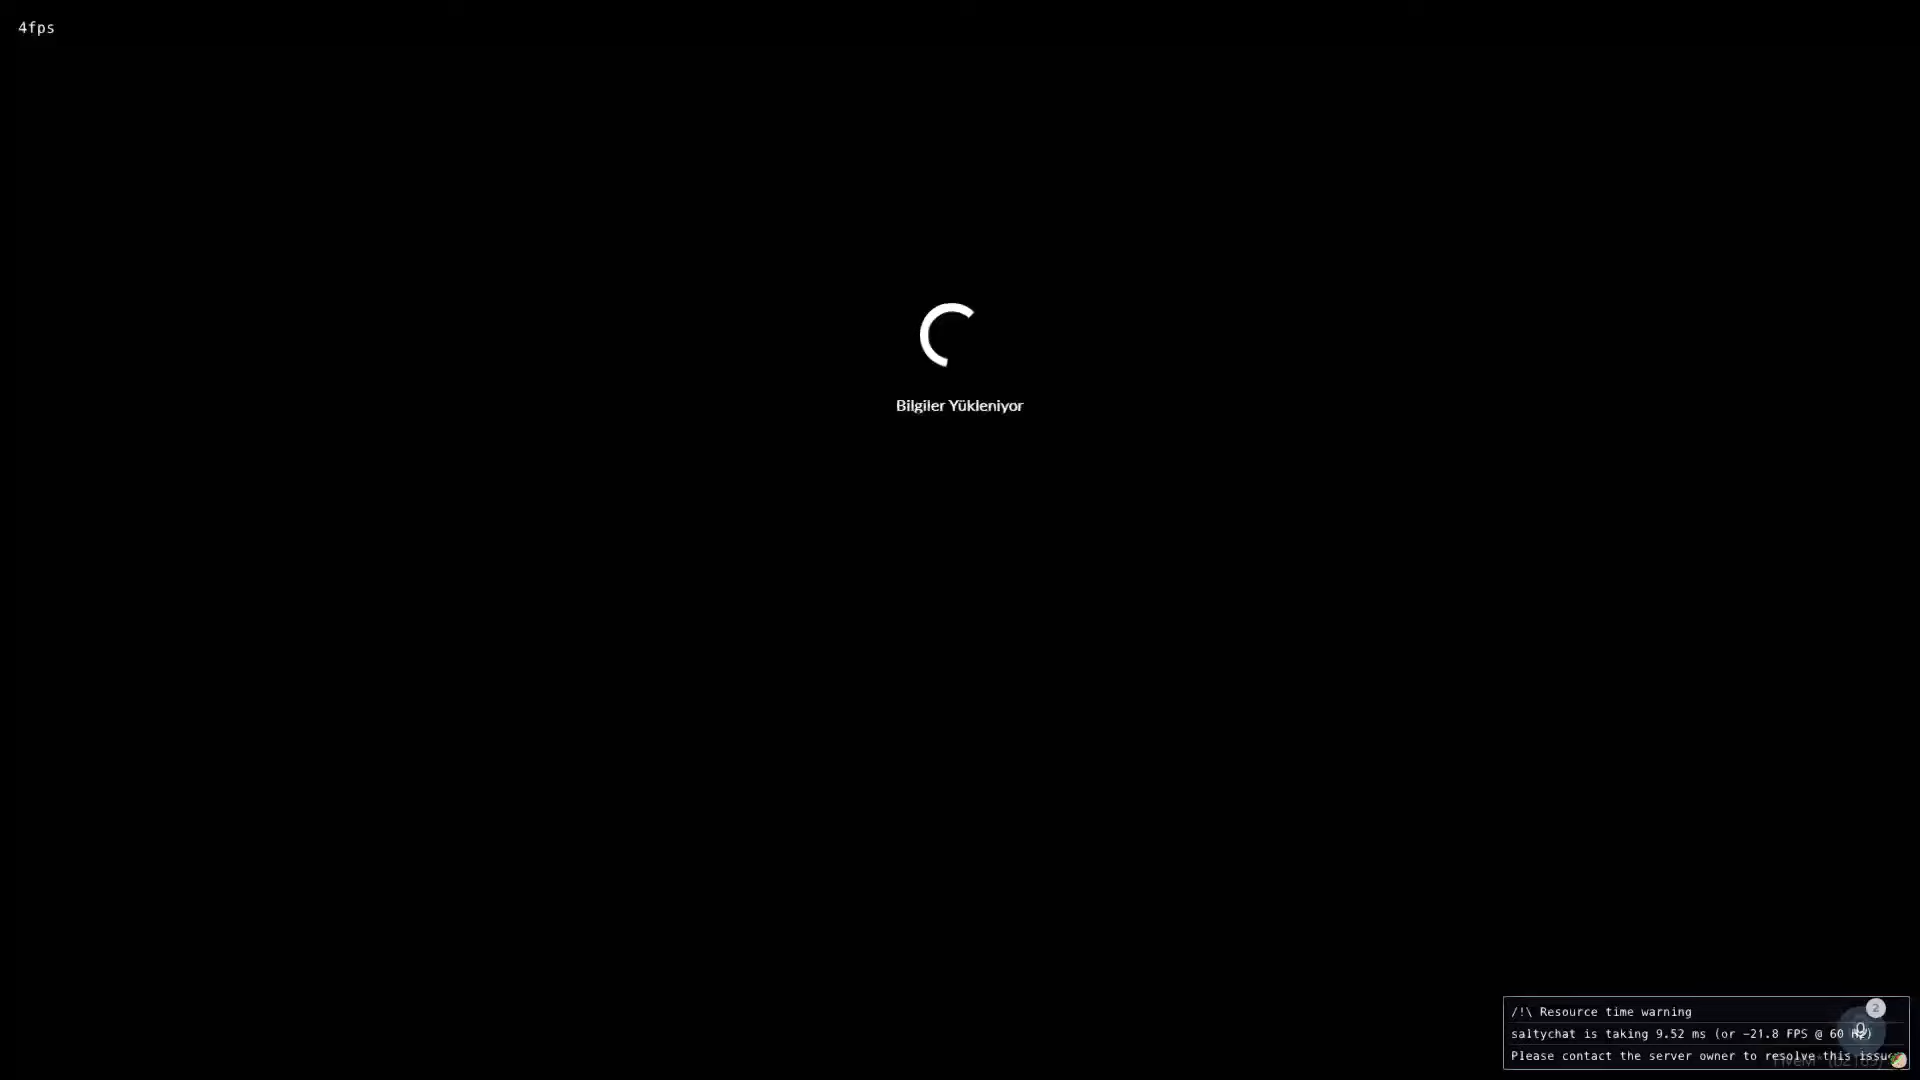 4fps
Bilgiler Yükleniyor
2
/!\ Resource time warning
saltychat is taking 9.52 ms (or -21.8 FPS @ 60 Hz)
Please contact the server owner to resolve this issue